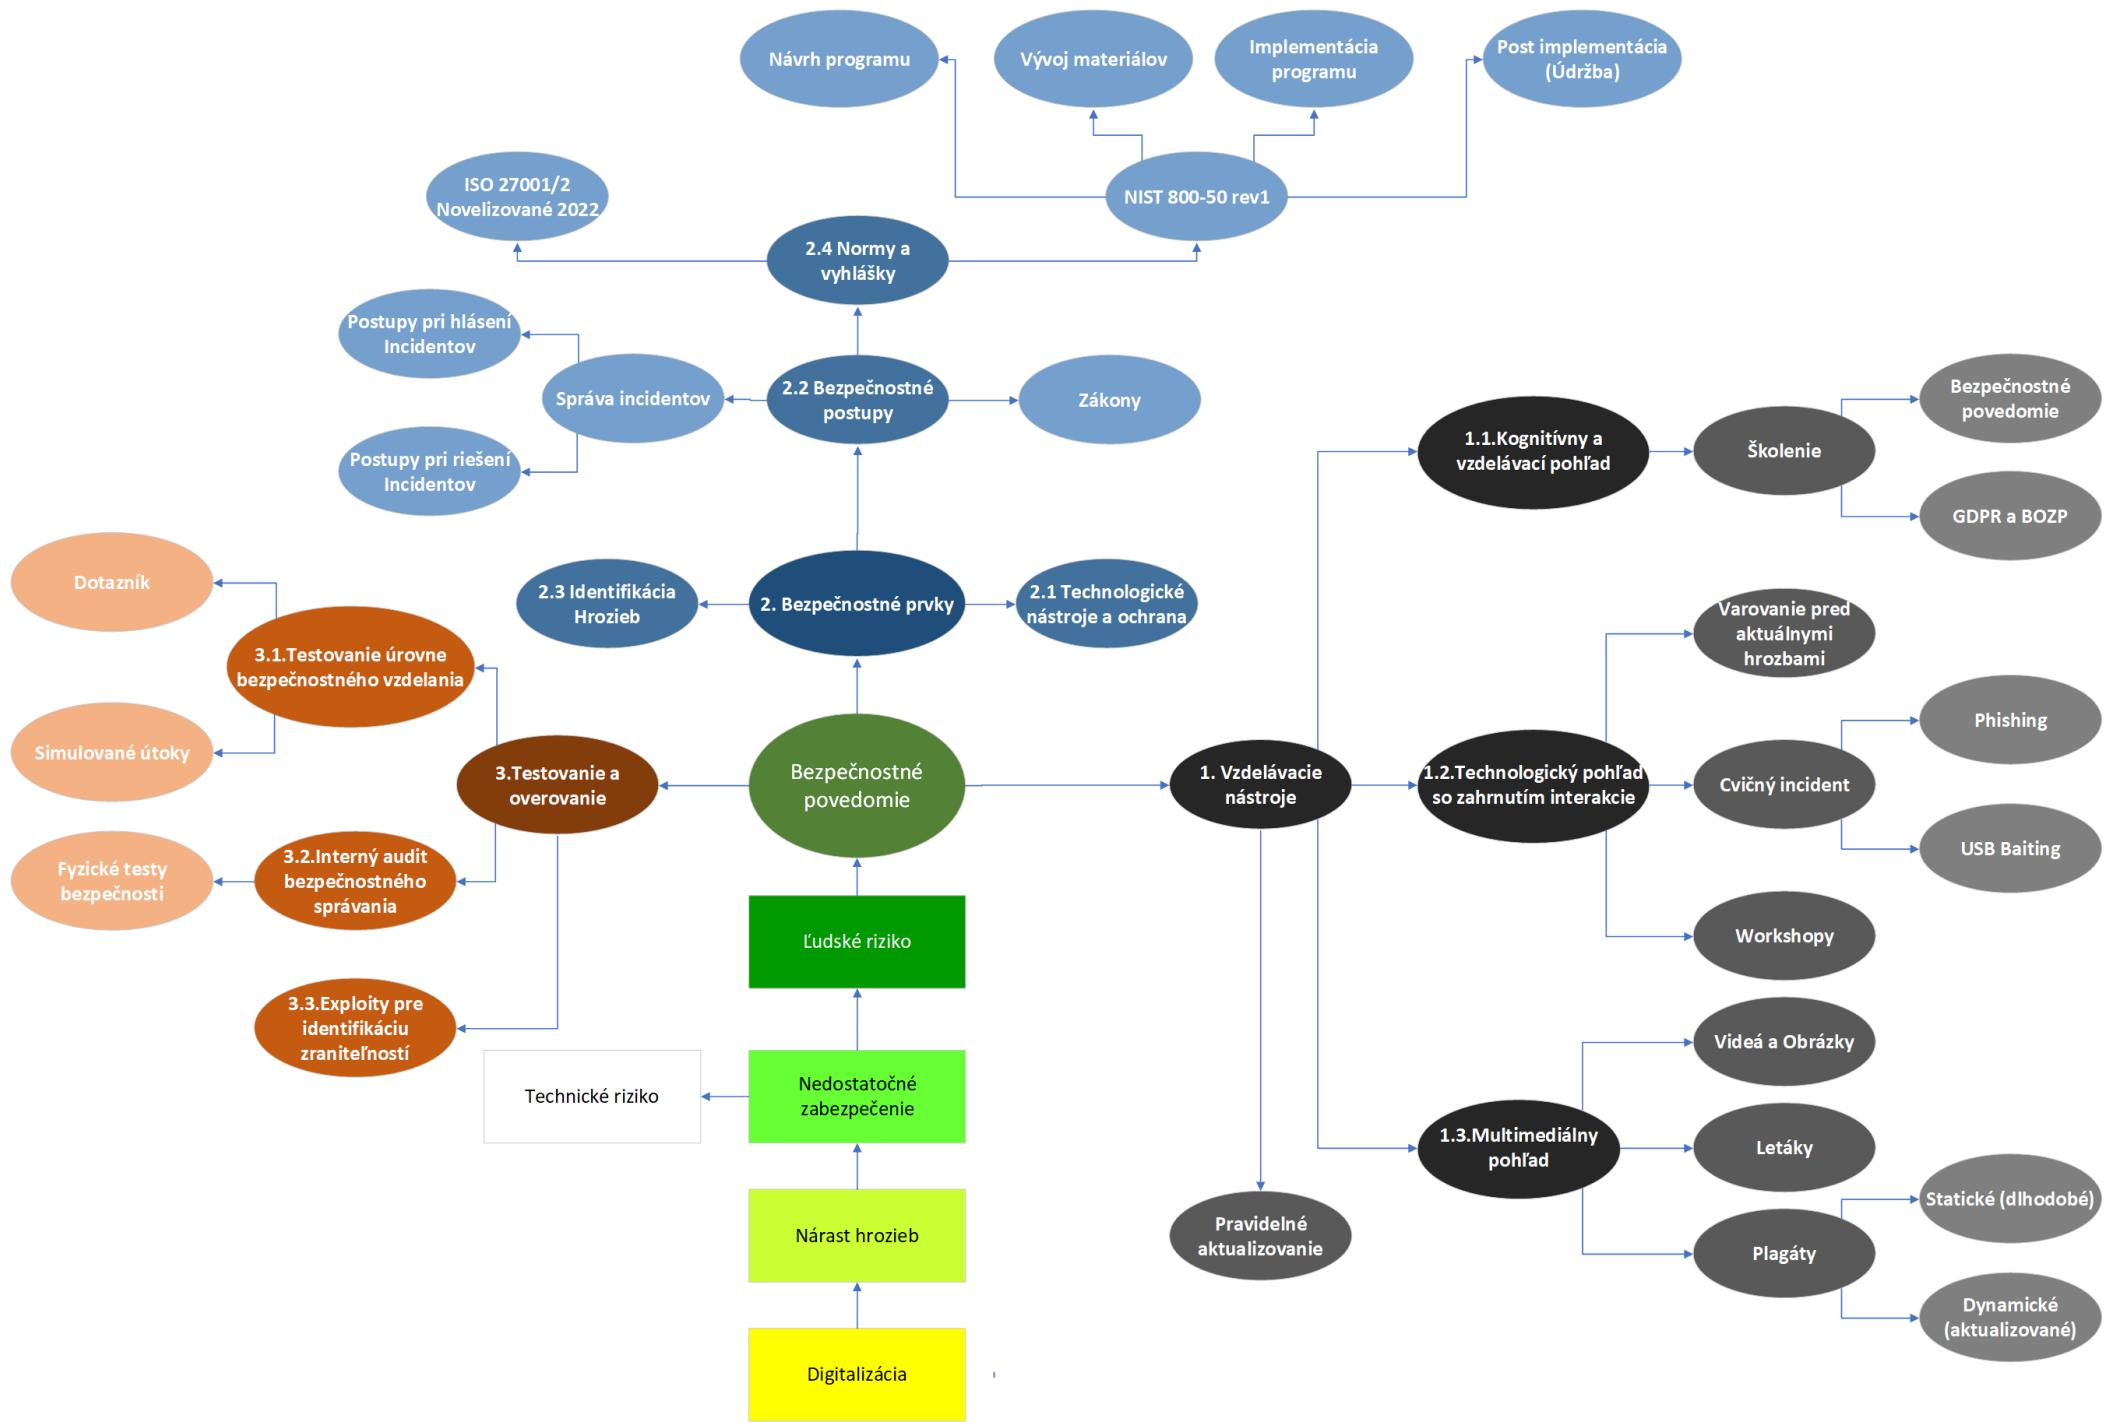 Návrh programu
Vývoj materiálov
Implementácia
programu
Post implementácia
(Údržba)
ISO 27001/2
Novelizované 2022
NIST 800-50 rev1
2.4 Normy a
vyhlášky
Postupy pri hlásení
Incidentov
Správa incidentov
2.2 Bezpečnostné
postupy
Zákony
Postupy pri riešení
Incidentov
Bezpečnostné
povedomie
1.1.Kognitívny a
vzdelávací pohľad
Školenie
GDPR a BOZP
Dotazník
2.3 Identifikácia
Hrozieb
2. Bezpečnostné prvky
2.1 Technologické
nástroje a ochrana
3.1.Testovanie úrovne
bezpečnostného vzdelania
Varovanie pred
aktuálnymi
hrozbami
Simulované útoky
3.Testovanie a
overovanie
Bezpečnostné
povedomie
1. Vzdelávacie
nástroje
1.2.Technologický pohľad
so zahrnutím interakcie
Cvičný incident
Phishing
USB Baiting
Fyzické testy
bezpečnosti
3.2.Interný audit
bezpečnostného
správania
Ľudské riziko
Workshopy
3.3.Exploity pre
identifikáciu
zraniteľností
Technické riziko
Nedostatočné
zabezpečenie
Videá a Obrázky
1.3.Multimediálny
pohľad
Letáky
Nárast hrozieb
Pravidelné
aktualizovanie
Plagáty
Statické (dlhodobé)
Dynamické
(aktualizované)
Digitalizácia